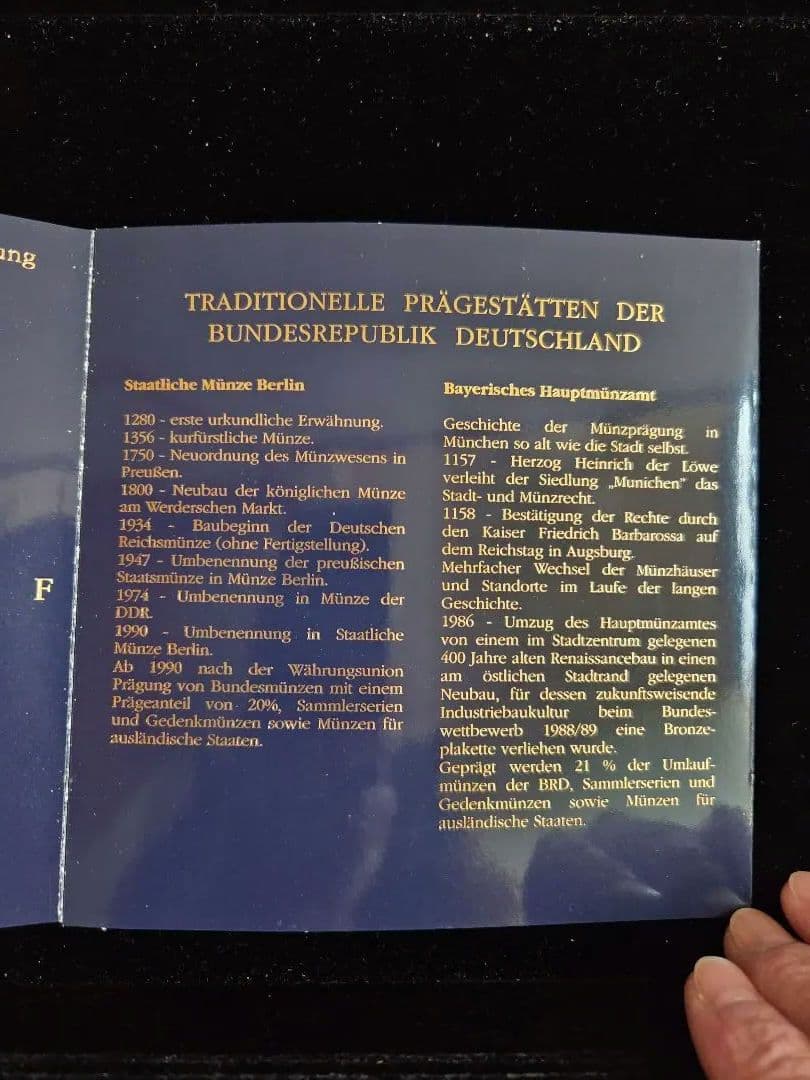 ung
F
TRADITIONELLE PRÄGESTÄTTEN DER
BUNDESREPUBLIK DEUTSCHLAND
Staatliche Münze Berlin
1280 - erste urkundliche Erwähnung.
1356 - kurfürstliche Münze.
1750 - Neuordnung des Münzwesens in
Preußen.
1800 - Neubau der königlichen Münze
am Werderschen Markt.
1934 - Baubeginn der Deutschen
Reichsmünze (ohne Fertigstellung).
1947 - Umbenennung der preußischen
Staatsmünze in Münze Berlin.
1974 - Umbenennung in Münze der
DDR.
1990 - Umbenennung in Staatliche
Münze Berlin.
Ab 1990 nach der Währungsunion
Prägung von Bundesmünzen mit einem
Prägeanteil von 20%, Sammlerserien
und Gedenkmünzen sowie Münzen für
ausländische Staaten.
Bayerisches Hauptmünzamt
Geschichte der Münzprägung in
München so alt wie die Stadt selbst.
1157 - Herzog Heinrich der Löwe
verleiht der Siedlung „Munichen" das
Stadt- und Münzrecht.
1158 - Bestätigung der Rechte durch
den Kaiser Friedrich Barbarossa auf
dem Reichstag in Augsburg.
Mehrfacher Wechsel der Münzhäuser
und Standorte im Laufe der langen
Geschichte.
1986 - Umzug des Hauptmünzamtes
von einem im Stadtzentrum gelegenen
400 Jahre alten Renaissancebau in einen
am östlichen Stadtrand gelegenen
Neubau, für dessen zukunftsweisende
Industriebaukultur beim Bundes-
wettbewerb 1988/89 eine Bronze-
plakette verliehen wurde.
Geprägt werden 21 % der Umlauf-
münzen der BRD, Sammlerserien und
Gedenkmünzen sowie Münzen für
ausländische Staaten.